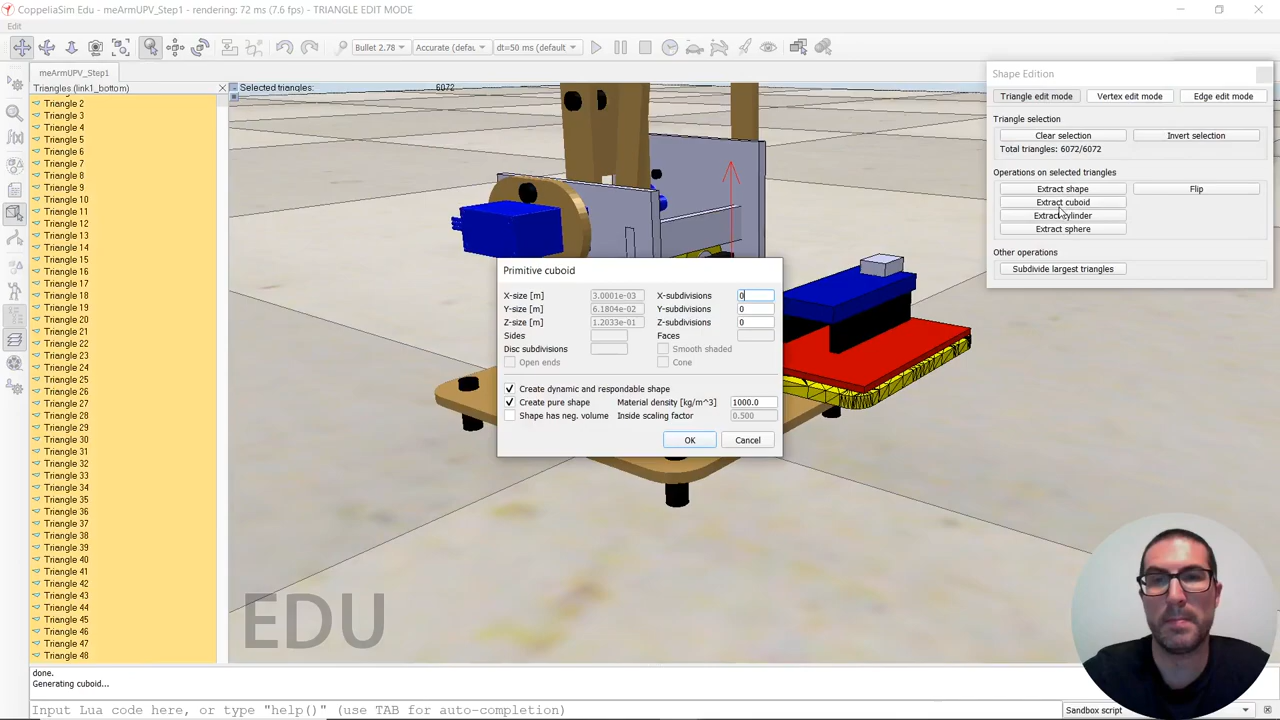 CoppeliaSim Edu - meArmUPV_Step1 - rendering: 72 ms (7.6 fps) - TRIANGLE EDIT MODE
Edit
Bullet 2.78
Accurate (defau
dt=50 ms (default)
meArmUPV_Step1
Triangles (link1_bottom)
Triangle 2
Triangle 3
Triangle 4
Triangle 5
Triangle 6
Triangle 7
Triangle 8
Triangle 9
Triangle 10
Triangle 11
Triangle 12
Triangle 13
Triangle 14
Triangle 15
Triangle 16
Triangle 17
Triangle 18
Triangle 19
Triangle 20
Triangle 21
Triangle 22
Triangle 23
Triangle 24
Triangle 25
Triangle 26
Triangle 27
Triangle 28
Triangle 29
Triangle 30
Triangle 31
Triangle 32
Triangle 33
Triangle 34
Triangle 35
Triangle 36
Triangle 37
Triangle 38
Triangle 39
Triangle 40
Triangle 41
Triangle 42
Triangle 43
Triangle 44
Triangle 45
Triangle 46
Triangle 47
Triangle 48
Selected triangles: 6072
EDU
Primitive cuboid
X-size [m] 3.0001e-03 X-subdivisions 0
Y-size [m] 6.1804e-02 Y-subdivisions 0
Z-size [m] 1.2033e-01 Z-subdivisions 0
Sides Faces
Disc subdivisions Smooth shaded
Open ends Cone
Create dynamic and respondable shape
Create pure shape Material density [kg/m^3] 1000.0
Shape has neg. volume Inside scaling factor 0.500
OK Cancel
Shape Edition
Triangle edit mode Vertex edit mode Edge edit mode
Triangle selection
Clear selection Invert selection
Total triangles: 6072/6072
Operations on selected triangles
Extract shape Flip
Extract cuboid
Extract cylinder
Extract sphere
Other operations
Subdivide largest triangles
done.
Generating cuboid...
Input Lua code here, or type "help()" (use TAB for auto-completion)
Sandbox script